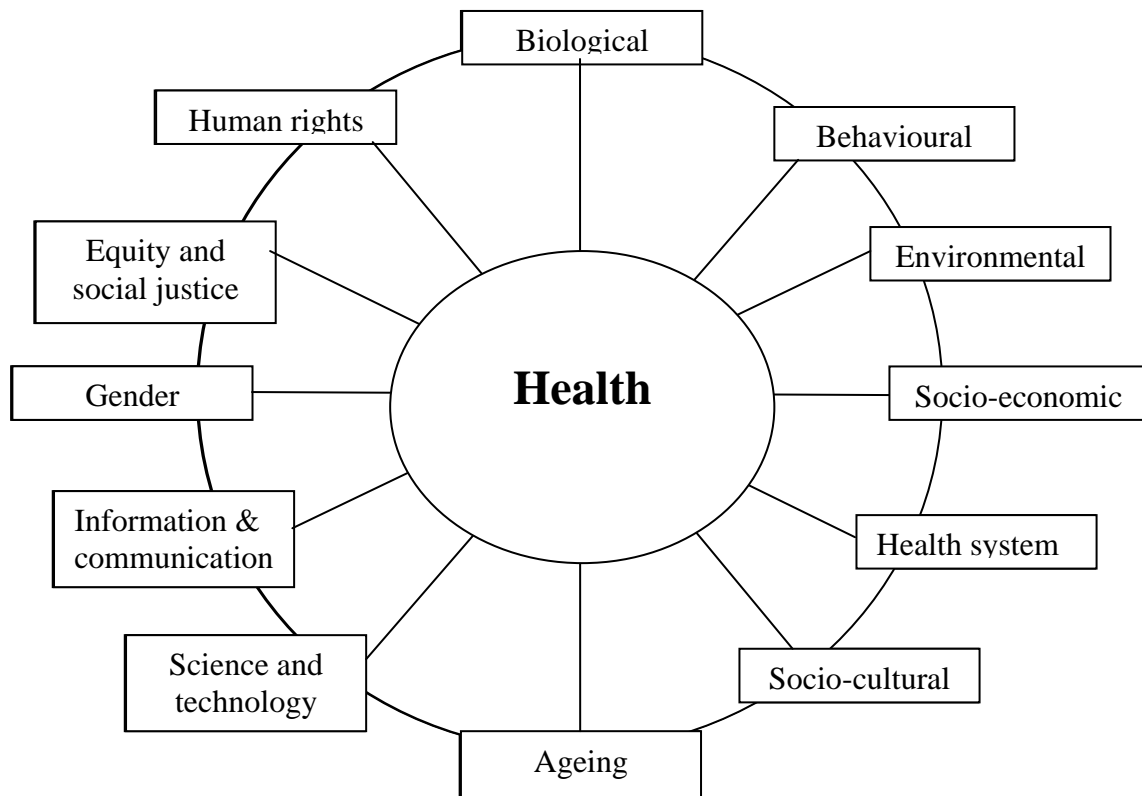 Biological
Human rights
Behavioural
Equity and
social justice
Environmental
Health
Gender
Socio-economic
Information &
communication
Health system
Science and
technology
Socio-cultural
Ageing